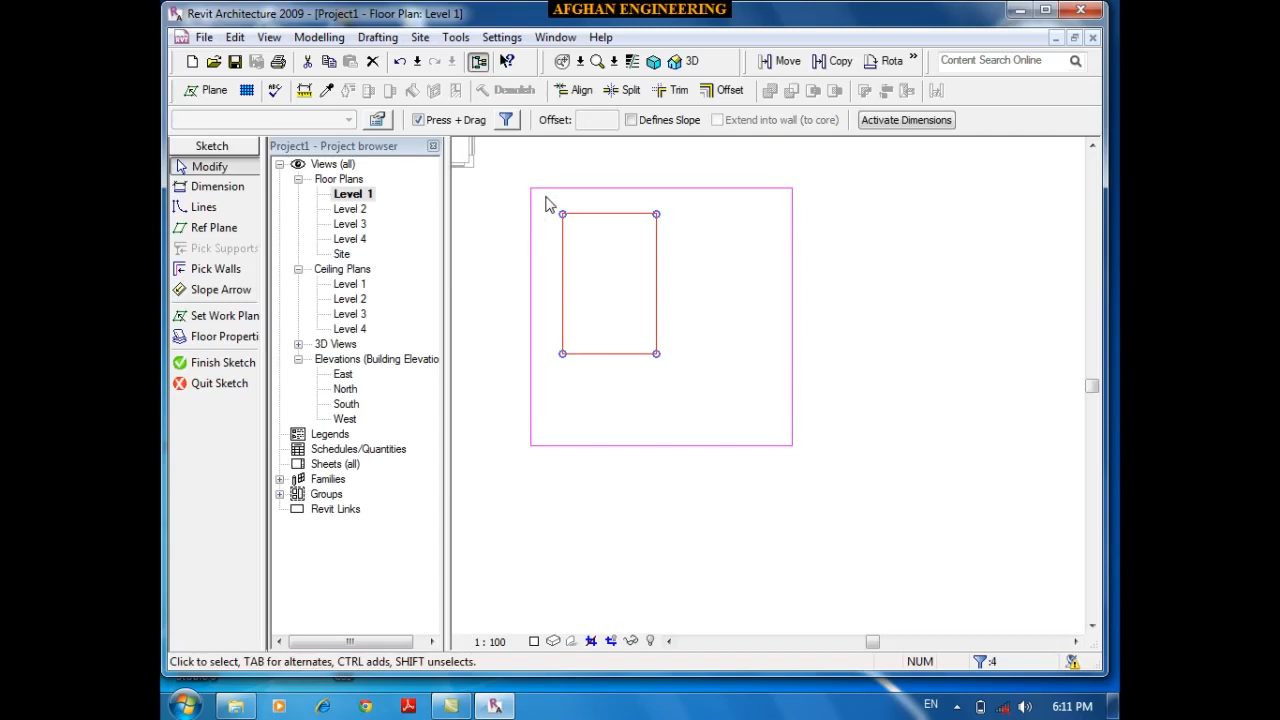 AFGHAN ENGINEERING
Revit Architecture 2009 - [Project1 - Floor Plan: Level 1]
File Edit View Modelling Drafting Site Tools Settings Window Help
3D Move Copy Rota » Content Search Online
Plane Demolish Align Split Trim Offset
Press + Drag Offset: Defines Slope Extend into wall (to core) Activate Dimensions
Sketch
Modify
Dimension
Lines
Ref Plane
Pick Supports
Pick Walls
Slope Arrow
Set Work Plan
Floor Properti
Finish Sketch
Quit Sketch
Project1 - Project browser
Views (all)
Floor Plans
Level 1
Level 2
Level 3
Level 4
Site
Ceiling Plans
Level 1
Level 2
Level 3
Level 4
3D Views
Elevations (Building Elevatio
East
North
South
West
Legends
Schedules/Quantities
Sheets (all)
Families
Groups
Revit Links
1 : 100
Click to select, TAB for alternates, CTRL adds, SHIFT unselects. NUM :4
EN 6:11 PM